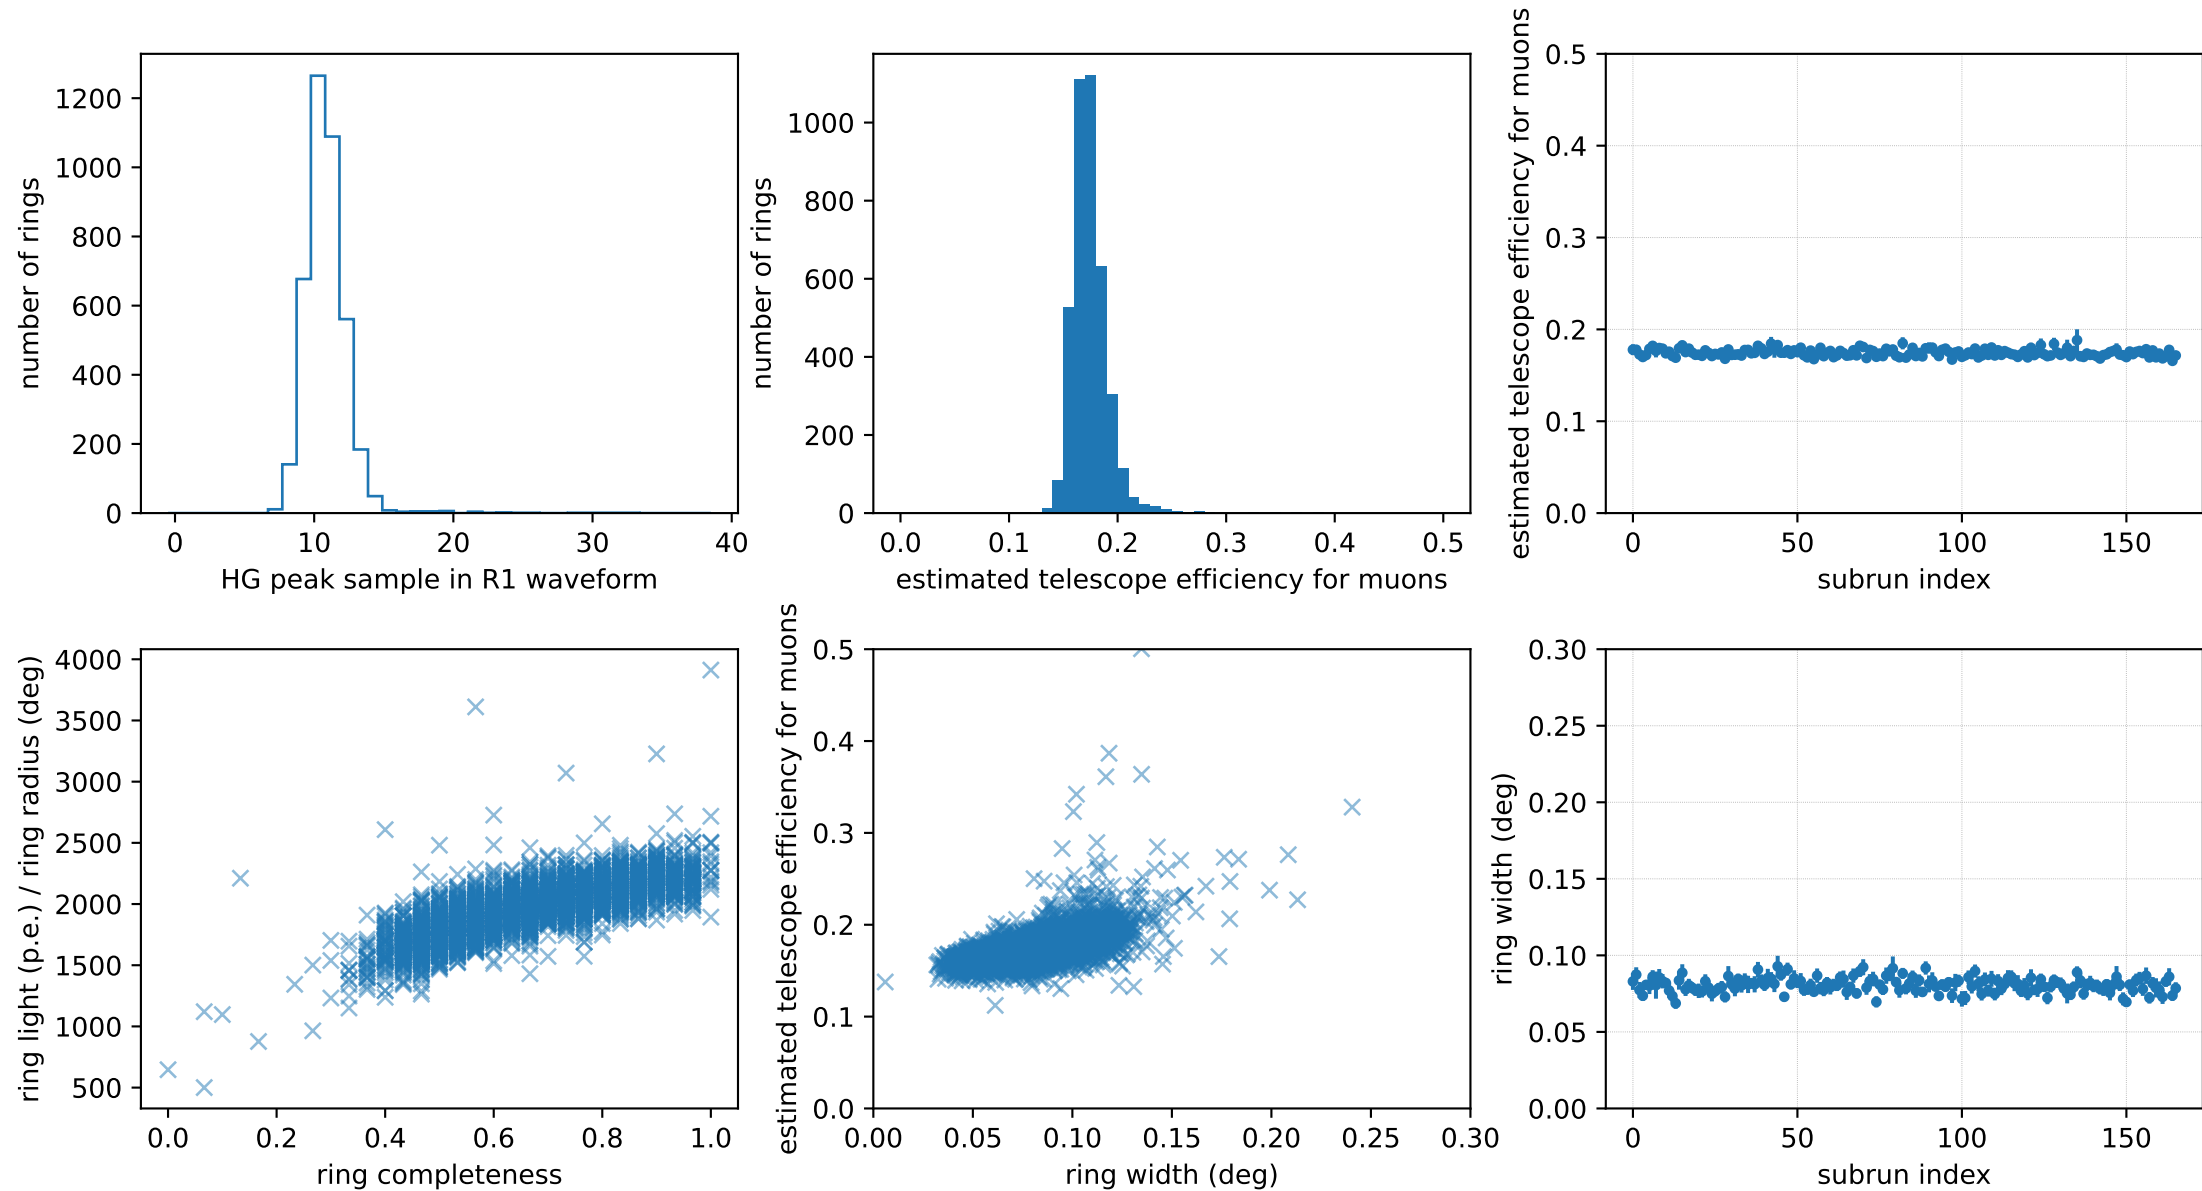 number of rings
1200
1000
800
600
400
200
0
0 10 20 30 40
HG peak sample in R1 waveform
number of rings
1000
800
600
400
200
0
0.0 0.1 0.2 0.3 0.4 0.5
estimated telescope efficiency for muons
estimated telescope efficiency for muons
0.5
0.4
0.3
0.2
0.1
0.0
0 50 100 150
subrun index
ring light (p.e.) / ring radius (deg)
4000
3500
3000
2500
2000
1500
1000
500
0.0 0.2 0.4 0.6 0.8 1.0
ring completeness
estimated telescope efficiency for muons
0.5
0.4
0.3
0.2
0.1
0.0
0.00 0.05 0.10 0.15 0.20 0.25 0.30
ring width (deg)
ring width (deg)
0.30
0.25
0.20
0.15
0.10
0.05
0.00
0 50 100 150
subrun index